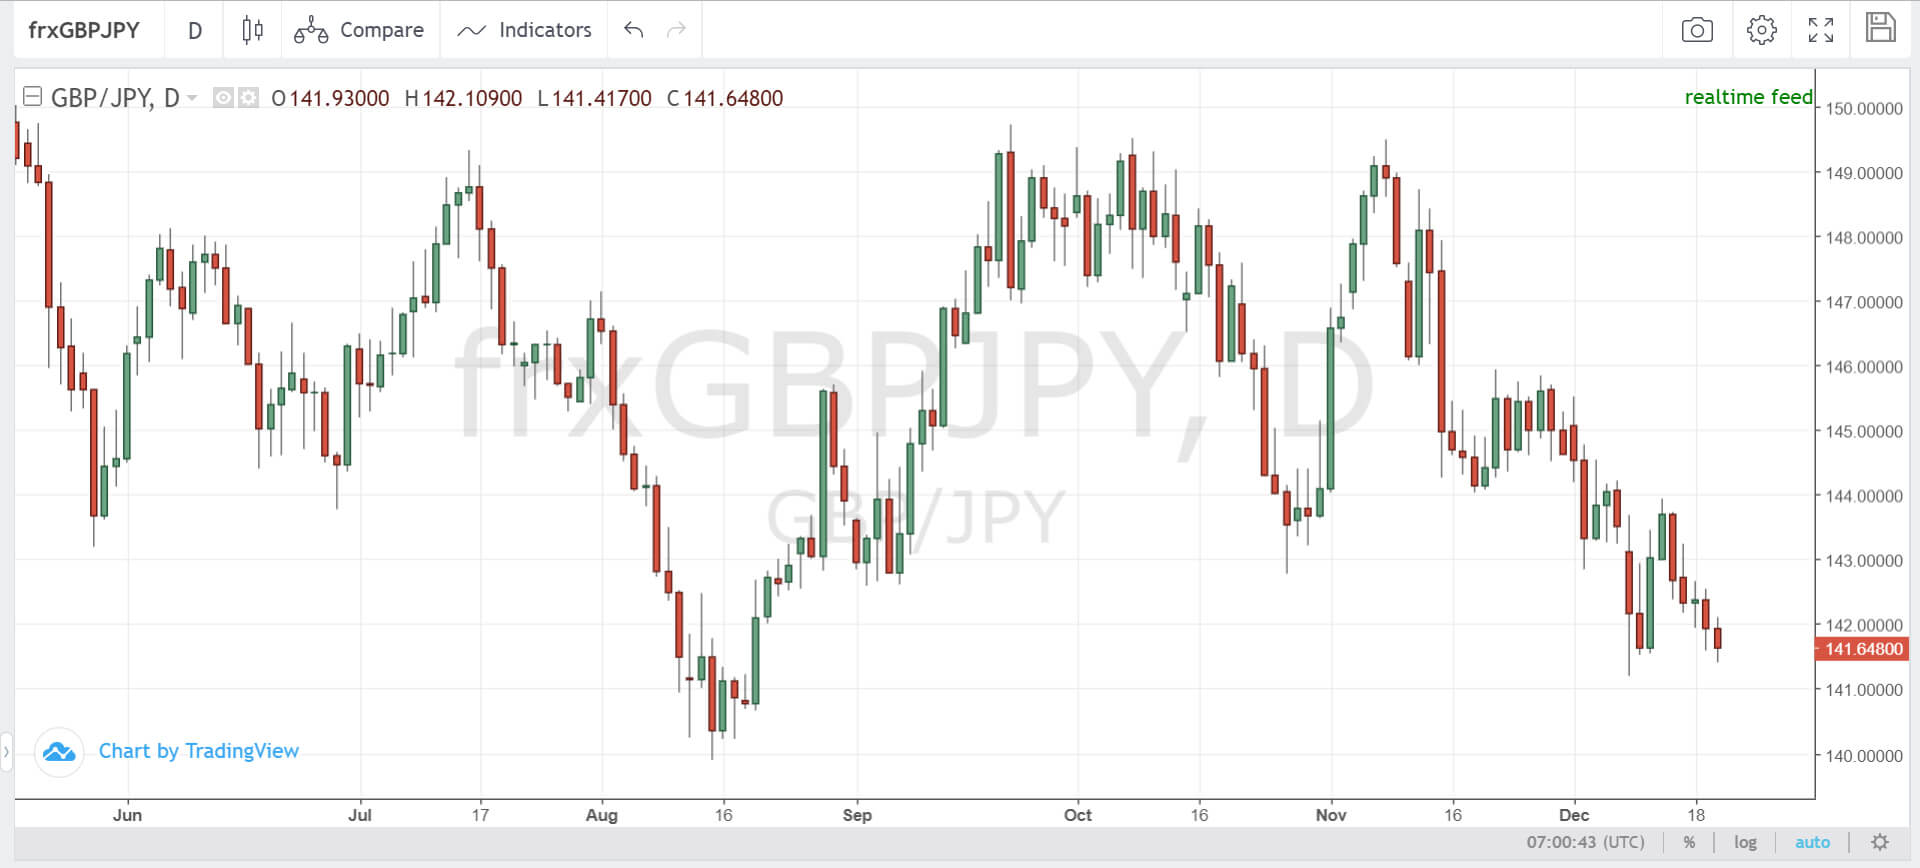 frxGBPJPY D Compare Indicators
GBP/JPY, D O 141.93000 H 142.10900 L 141.41700 C 141.64800
realtime feed
150.00000
149.00000
148.00000
147.00000
146.00000
145.00000
144.00000
143.00000
142.00000
141.64800
141.00000
140.00000
frxGBPJPY, D
GBP/JPY
Chart by TradingView
Jun Jul 17 Aug 16 Sep Oct 16 Nov 16 Dec 18
07:00:43 (UTC) % log auto